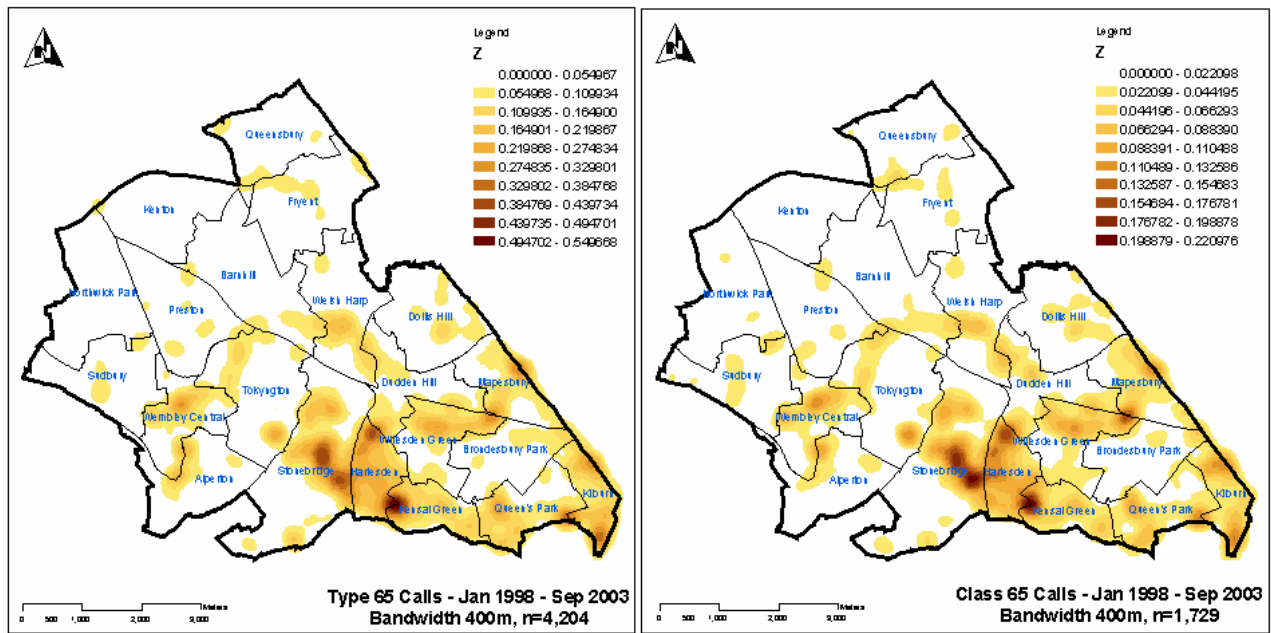 N
Legend
Z
0.000000 - 0.054967
0.054968 - 0.109934
0.109935 - 0.164900
0.164901 - 0.219867
0.219868 - 0.274834
0.274835 - 0.329801
0.329802 - 0.384768
0.384769 - 0.439734
0.439735 - 0.494701
0.494702 - 0.549668
Queensbury
Fryent
Kenton
Barnhill
Northwick Park
Preston
Welsh Harp
Dollis Hill
Sudbury
Tokyngton
Dudden Hill
Mapesbury
Wembley Central
Willesden Green
Brondesbury Park
Stonebridge
Harlesden
Alperton
Kensal Green
Queen's Park
Kilburn
Type 65 Calls - Jan 1998 - Sep 2003
Bandwidth 400m, n=4,204
0 500 1,000 2,000 3,000 Meters
N
Legend
Z
0.000000 - 0.022098
0.022099 - 0.044195
0.044196 - 0.066293
0.066294 - 0.088390
0.088391 - 0.110488
0.110489 - 0.132586
0.132587 - 0.154683
0.154684 - 0.176781
0.176782 - 0.198878
0.198879 - 0.220976
Queensbury
Fryent
Kenton
Barnhill
Northwick Park
Preston
Welsh Harp
Dollis Hill
Sudbury
Tokyngton
Dudden Hill
Mapesbury
Wembley Central
Willesden Green
Brondesbury Park
Stonebridge
Harlesden
Alperton
Kensal Green
Queen's Park
Kilburn
Class 65 Calls - Jan 1998 - Sep 2003
Bandwidth 400m, n=1,729
0 500 1,000 2,000 3,000 Meters